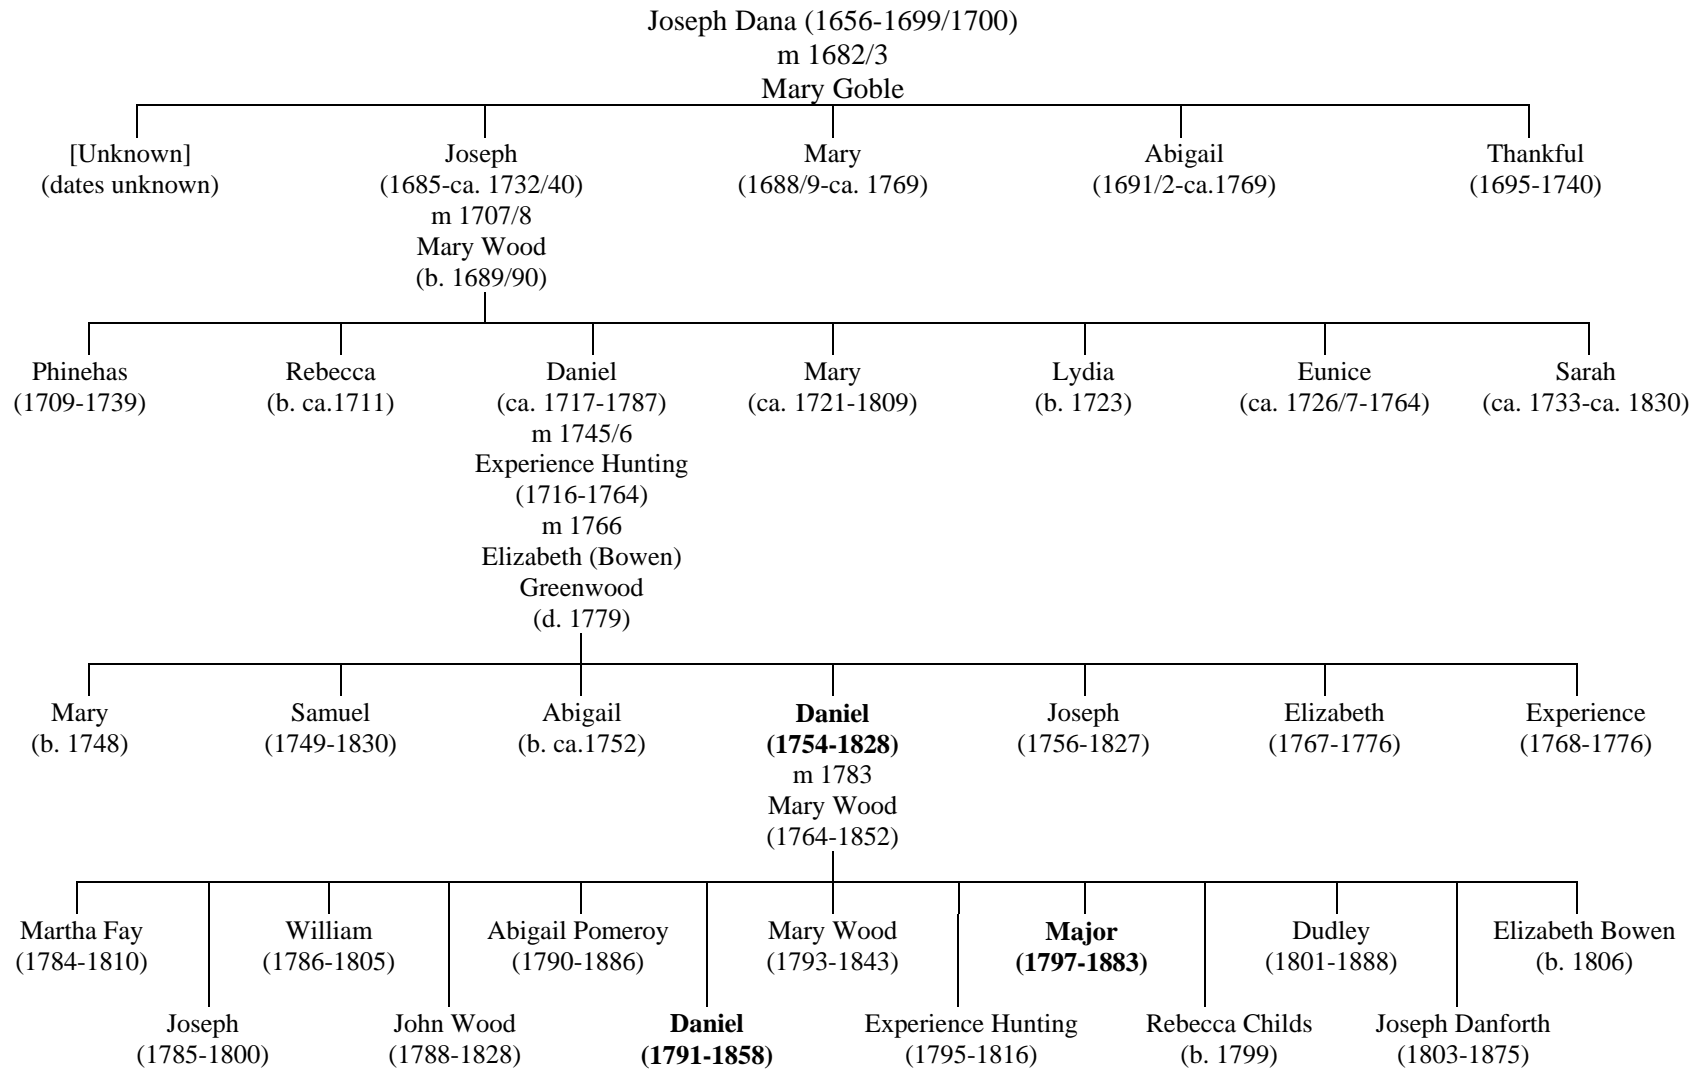 Joseph Dana (1656-1699/1700)
m 1682/3
Mary Goble
[Unknown]
(dates unknown)
Joseph
(1685-ca. 1732/40)
m 1707/8
Mary Wood
(b. 1689/90)
Mary
(1688/9-ca. 1769)
Abigail
(1691/2-ca.1769)
Thankful
(1695-1740)
Phinehas
(1709-1739)
Rebecca
(b. ca.1711)
Daniel
(ca. 1717-1787)
m 1745/6
Experience Hunting
(1716-1764)
m 1766
Elizabeth (Bowen)
Greenwood
(d. 1779)
Mary
(ca. 1721-1809)
Lydia
(b. 1723)
Eunice
(ca. 1726/7-1764)
Sarah
(ca. 1733-ca. 1830)
Mary
(b. 1748)
Samuel
(1749-1830)
Abigail
(b. ca.1752)
Daniel
(1754-1828)
m 1783
Mary Wood
(1764-1852)
Joseph
(1756-1827)
Elizabeth
(1767-1776)
Experience
(1768-1776)
Martha Fay
(1784-1810)
William
(1786-1805)
Abigail Pomeroy
(1790-1886)
Mary Wood
(1793-1843)
Major
(1797-1883)
Dudley
(1801-1888)
Elizabeth Bowen
(b. 1806)
Joseph
(1785-1800)
John Wood
(1788-1828)
Daniel
(1791-1858)
Experience Hunting
(1795-1816)
Rebecca Childs
(b. 1799)
Joseph Danforth
(1803-1875)